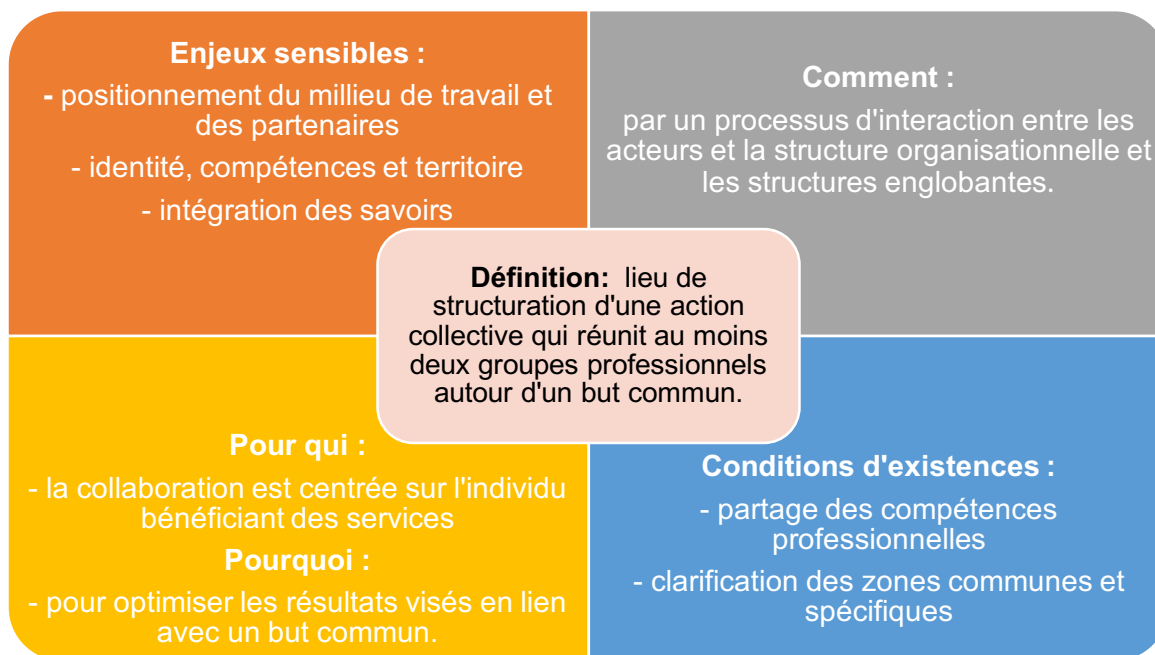 Enjeux sensibles :
- positionnement du millieu de travail et
des partenaires
- identité, compétences et territoire
- intégration des savoirs
Comment :
par un processus d'interaction entre les
acteurs et la structure organisationnelle et
les structures englobantes.
Définition: lieu de
structuration d'une action
collective qui réunit au moins
deux groupes professionnels
autour d'un but commun.
Pour qui :
- la collaboration est centrée sur l'individu
bénéficiant des services
Pourquoi :
- pour optimiser les résultats visés en lien
avec un but commun.
Conditions d'existences :
- partage des compétences
professionnelles
- clarification des zones communes et
spécifiques